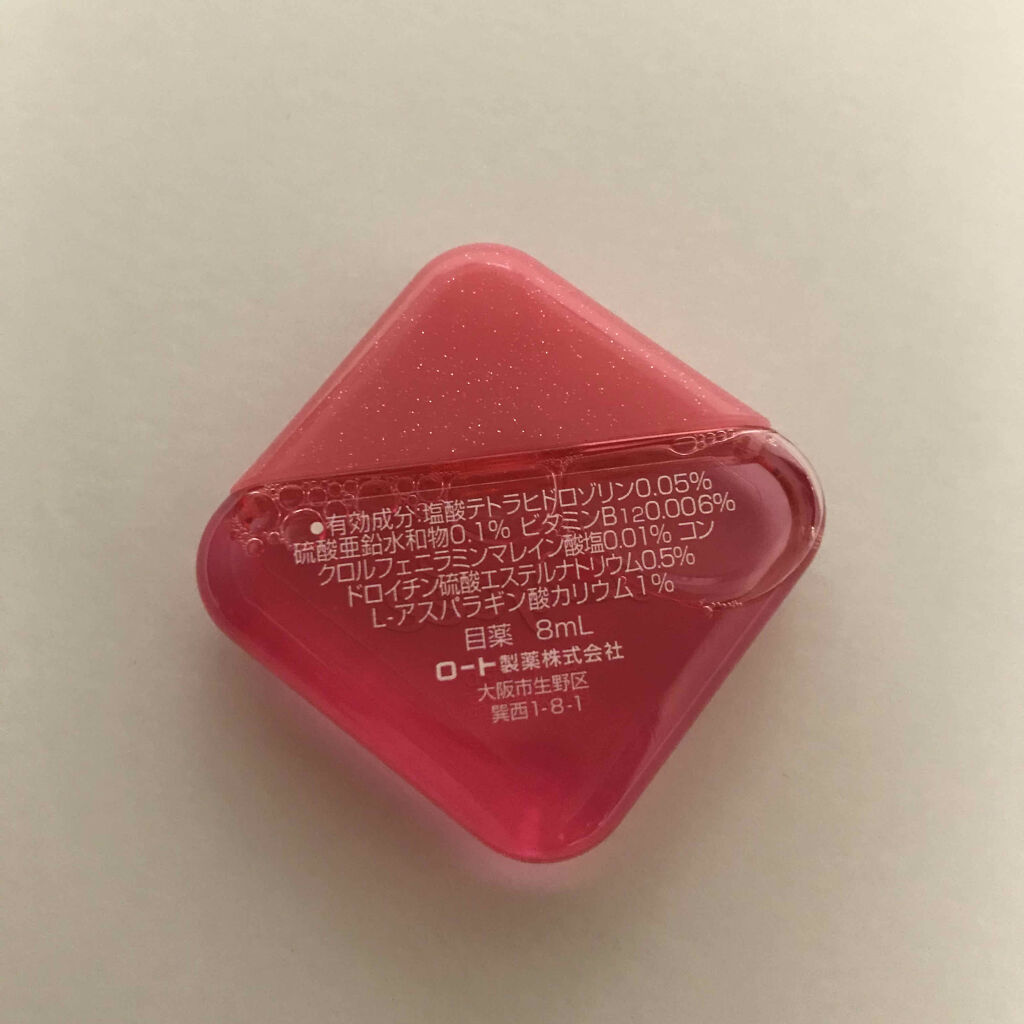 ●有効成分:塩酸テトラヒドロゾリン0.05%
硫酸亜鉛水和物0.1% ビタミンB12 0.006%
クロルフェニラミンマレイン酸塩0.01% コン
ドロイチン硫酸エステルナトリウム0.5%
L-アスパラギン酸カリウム1%
目薬 8mL
ロート製薬株式会社
大阪市生野区
巽西1-8-1